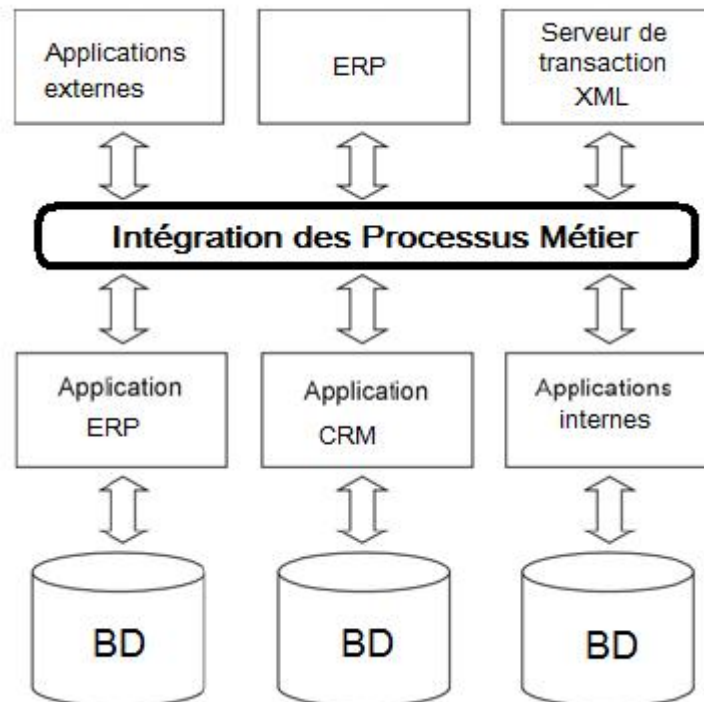 Applications
externes
ERP
Serveur de
transaction
XML
Intégration des Processus Métier
Application
ERP
Application
CRM
Applications
internes
BD
BD
BD